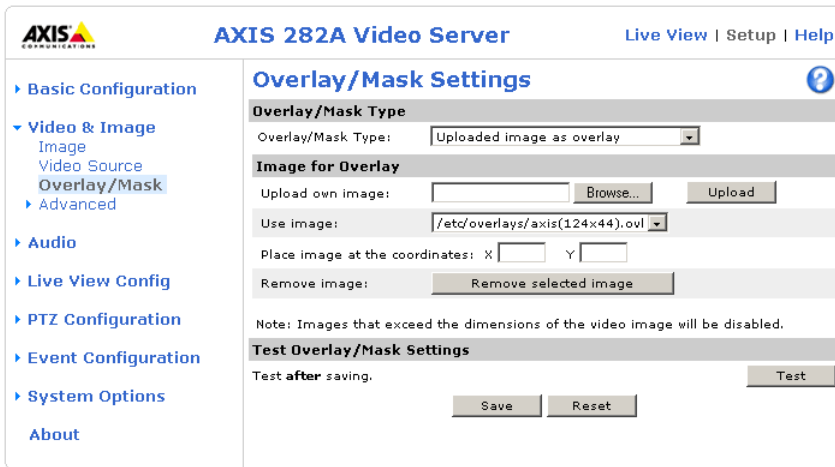 AXIS
COMMUNICATIONS
AXIS 282A Video Server
Live View | Setup | Help
Basic Configuration
Video & Image
Image
Video Source
Overlay/Mask
Advanced
Audio
Live View Config
PTZ Configuration
Event Configuration
System Options
About
Overlay/Mask Settings
?
Overlay/Mask Type
Overlay/Mask Type: Uploaded image as overlay
Image for Overlay
Upload own image: Browse... Upload
Use image: /etc/overlays/axis(124x44).ovl
Place image at the coordinates: X Y
Remove image: Remove selected image
Note: Images that exceed the dimensions of the video image will be disabled.
Test Overlay/Mask Settings
Test after saving. Test
Save Reset